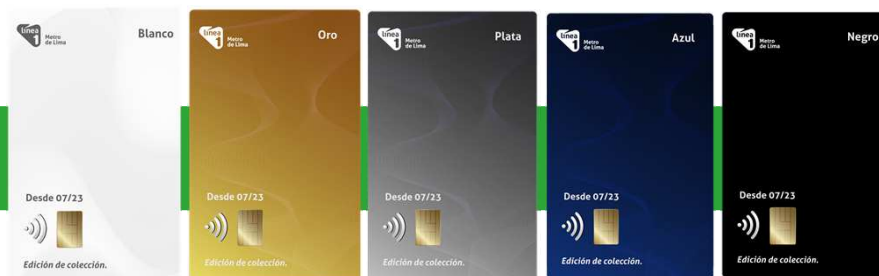 línea 1
Metro
de Lima
Blanco
Desde 07/23
Edición de colección.
línea 1
Metro
de Lima
Oro
Desde 07/23
Edición de colección.
línea 1
Metro
de Lima
Plata
Desde 07/23
Edición de colección.
línea 1
Metro
de Lima
Azul
Desde 07/23
Edición de colección.
línea 1
Metro
de Lima
Negro
Desde 07/23
Edición de colección.